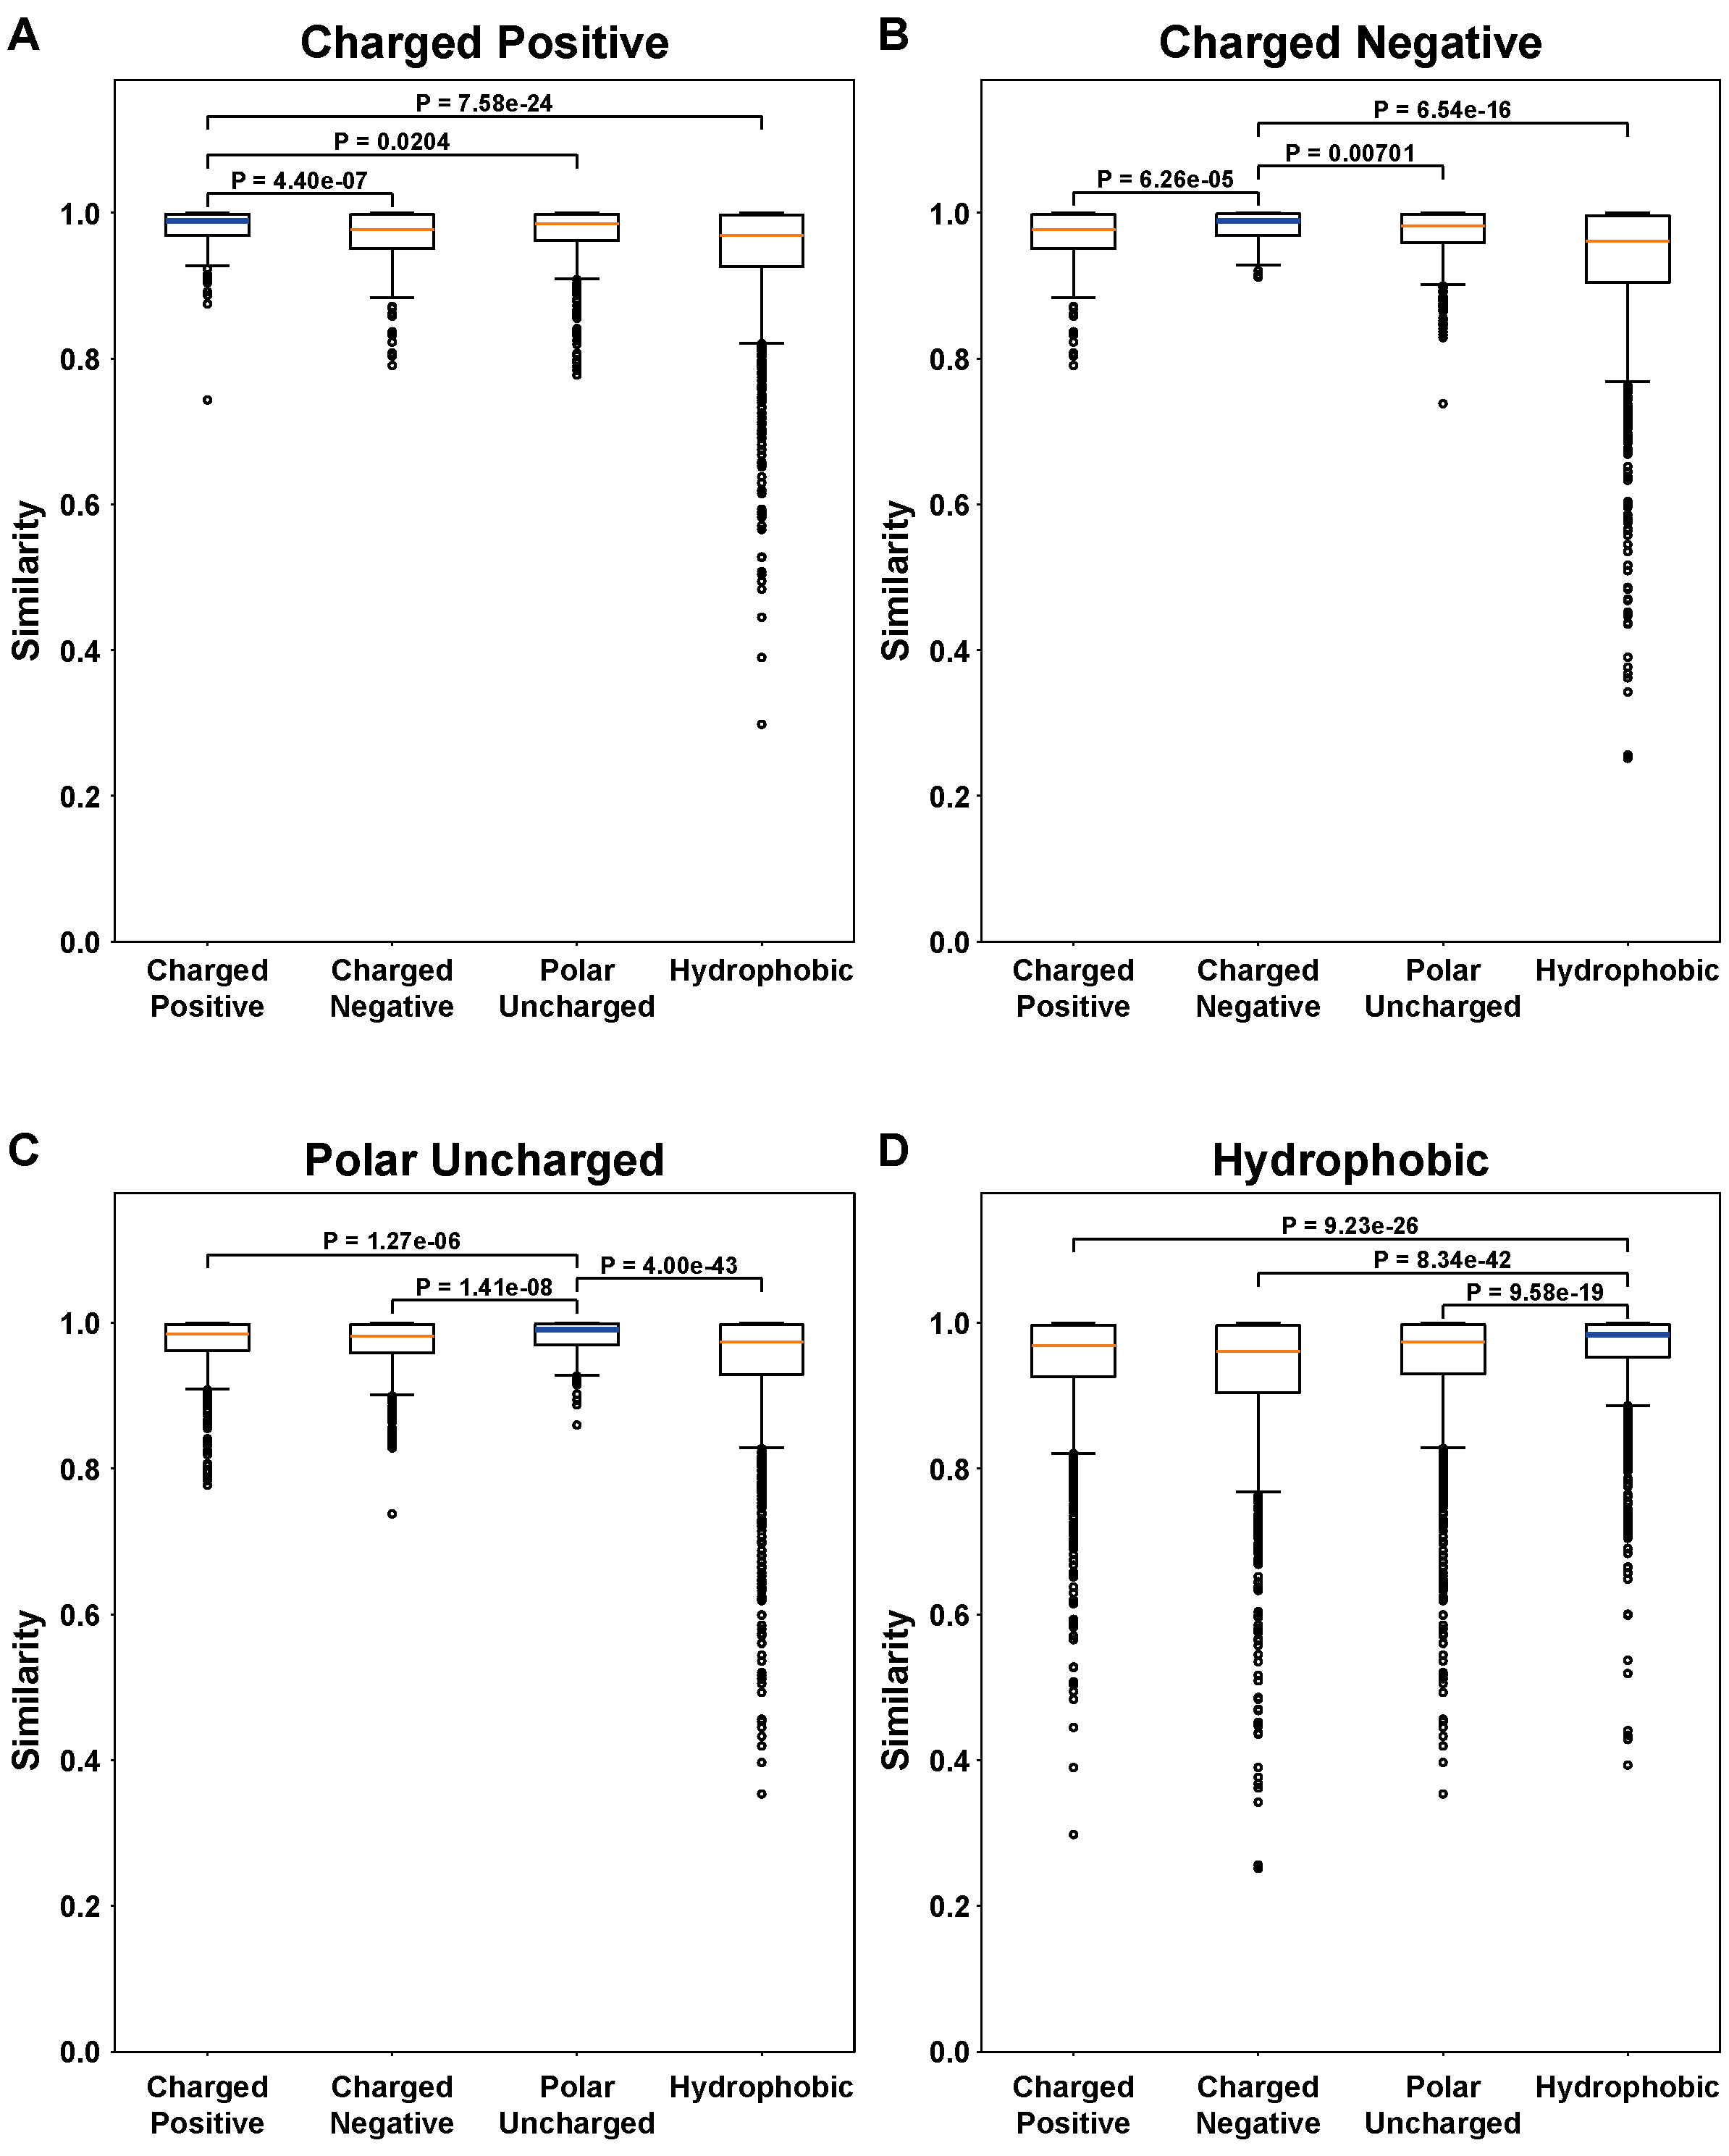 A
Charged Positive
P = 7.58e-24
P = 0.0204
P = 4.40e-07
1.0
0.8
0.6
0.4
0.2
0.0
Similarity
Charged
Positive
Charged
Negative
Polar
Uncharged
Hydrophobic
B
Charged Negative
P = 6.54e-16
P = 0.00701
P = 6.26e-05
1.0
0.8
0.6
0.4
0.2
0.0
Similarity
Charged
Positive
Charged
Negative
Polar
Uncharged
Hydrophobic
C
Polar Uncharged
P = 1.27e-06
P = 4.00e-43
P = 1.41e-08
1.0
0.8
0.6
0.4
0.2
0.0
Similarity
Charged
Positive
Charged
Negative
Polar
Uncharged
Hydrophobic
D
Hydrophobic
P = 9.23e-26
P = 8.34e-42
P = 9.58e-19
1.0
0.8
0.6
0.4
0.2
0.0
Similarity
Charged
Positive
Charged
Negative
Polar
Uncharged
Hydrophobic